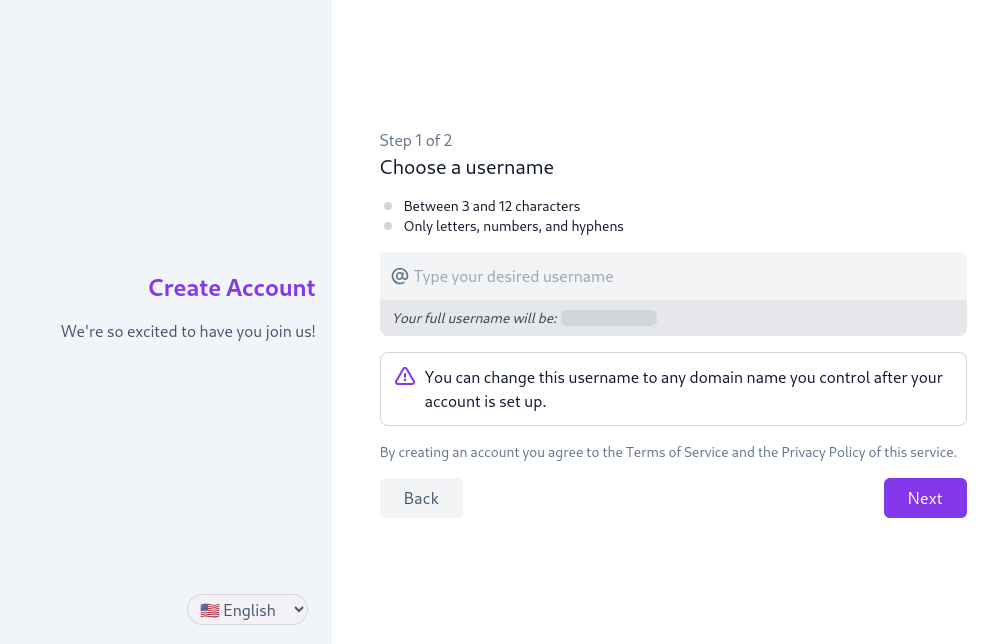 Create Account
We're so excited to have you join us!
🇺🇸 English
Step 1 of 2
Choose a username
Between 3 and 12 characters
Only letters, numbers, and hyphens
@ Type your desired username
Your full username will be:
You can change this username to any domain name you control after your
account is set up.
By creating an account you agree to the Terms of Service and the Privacy Policy of this service.
Back
Next